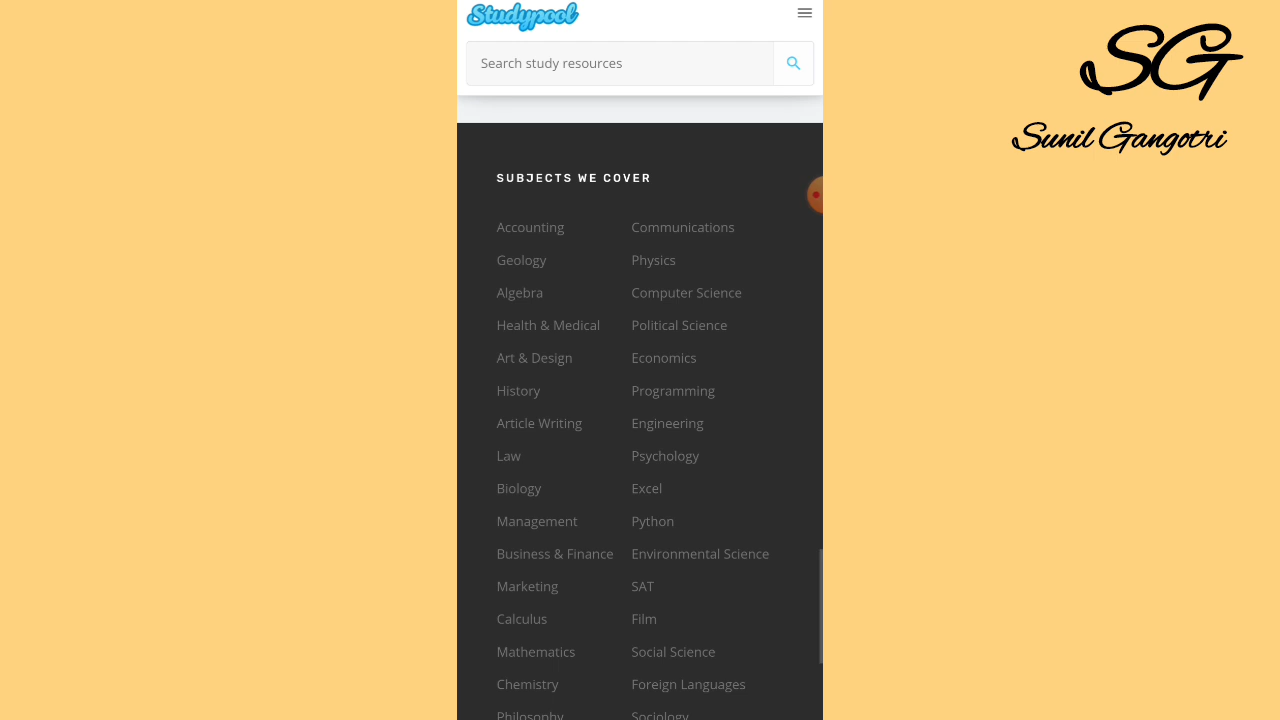 Studypool
Search study resources
SG
Sunil Gangotri
SUBJECTS WE COVER
Accounting Communications
Geology Physics
Algebra Computer Science
Health & Medical Political Science
Art & Design Economics
History Programming
Article Writing Engineering
Law Psychology
Biology Excel
Management Python
Business & Finance Environmental Science
Marketing SAT
Calculus Film
Mathematics Social Science
Chemistry Foreign Languages
Philosophy Sociology